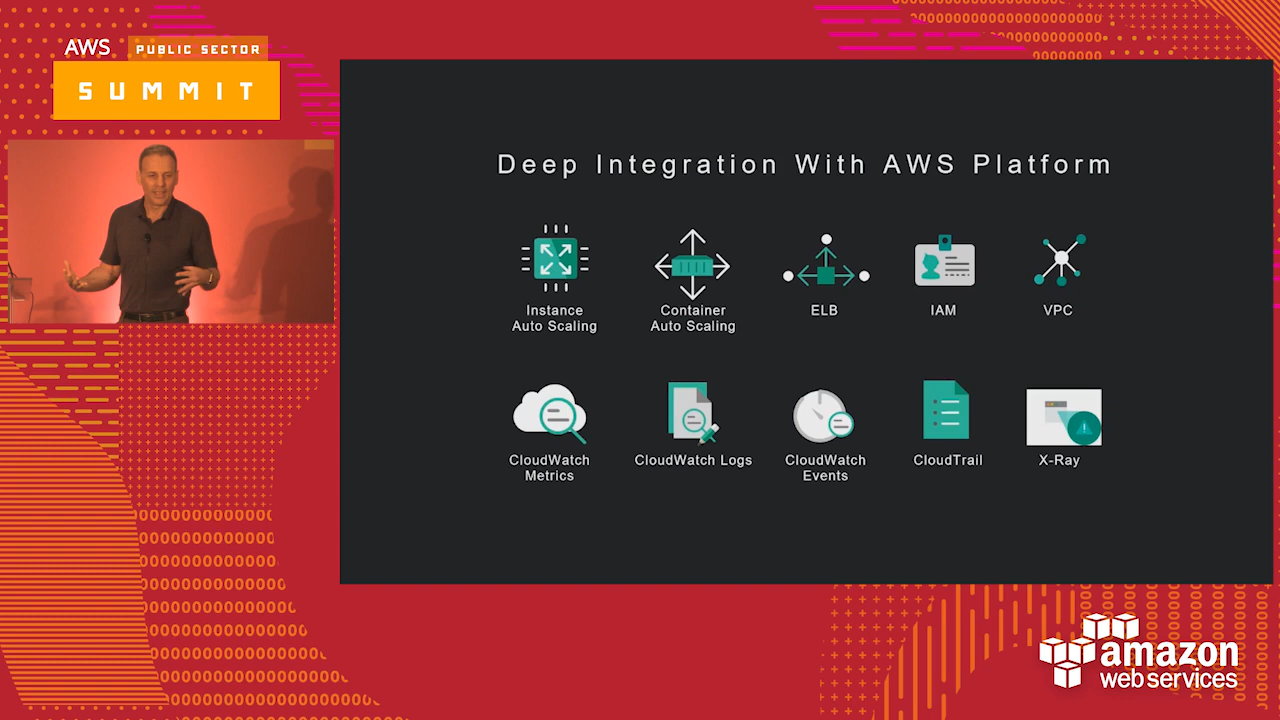 AWS PUBLIC SECTOR
SUMMIT
Deep Integration With AWS Platform
Instance
Auto Scaling
Container
Auto Scaling
ELB
IAM
VPC
CloudWatch
Metrics
CloudWatch Logs
CloudWatch
Events
CloudTrail
X-Ray
amazon
web services